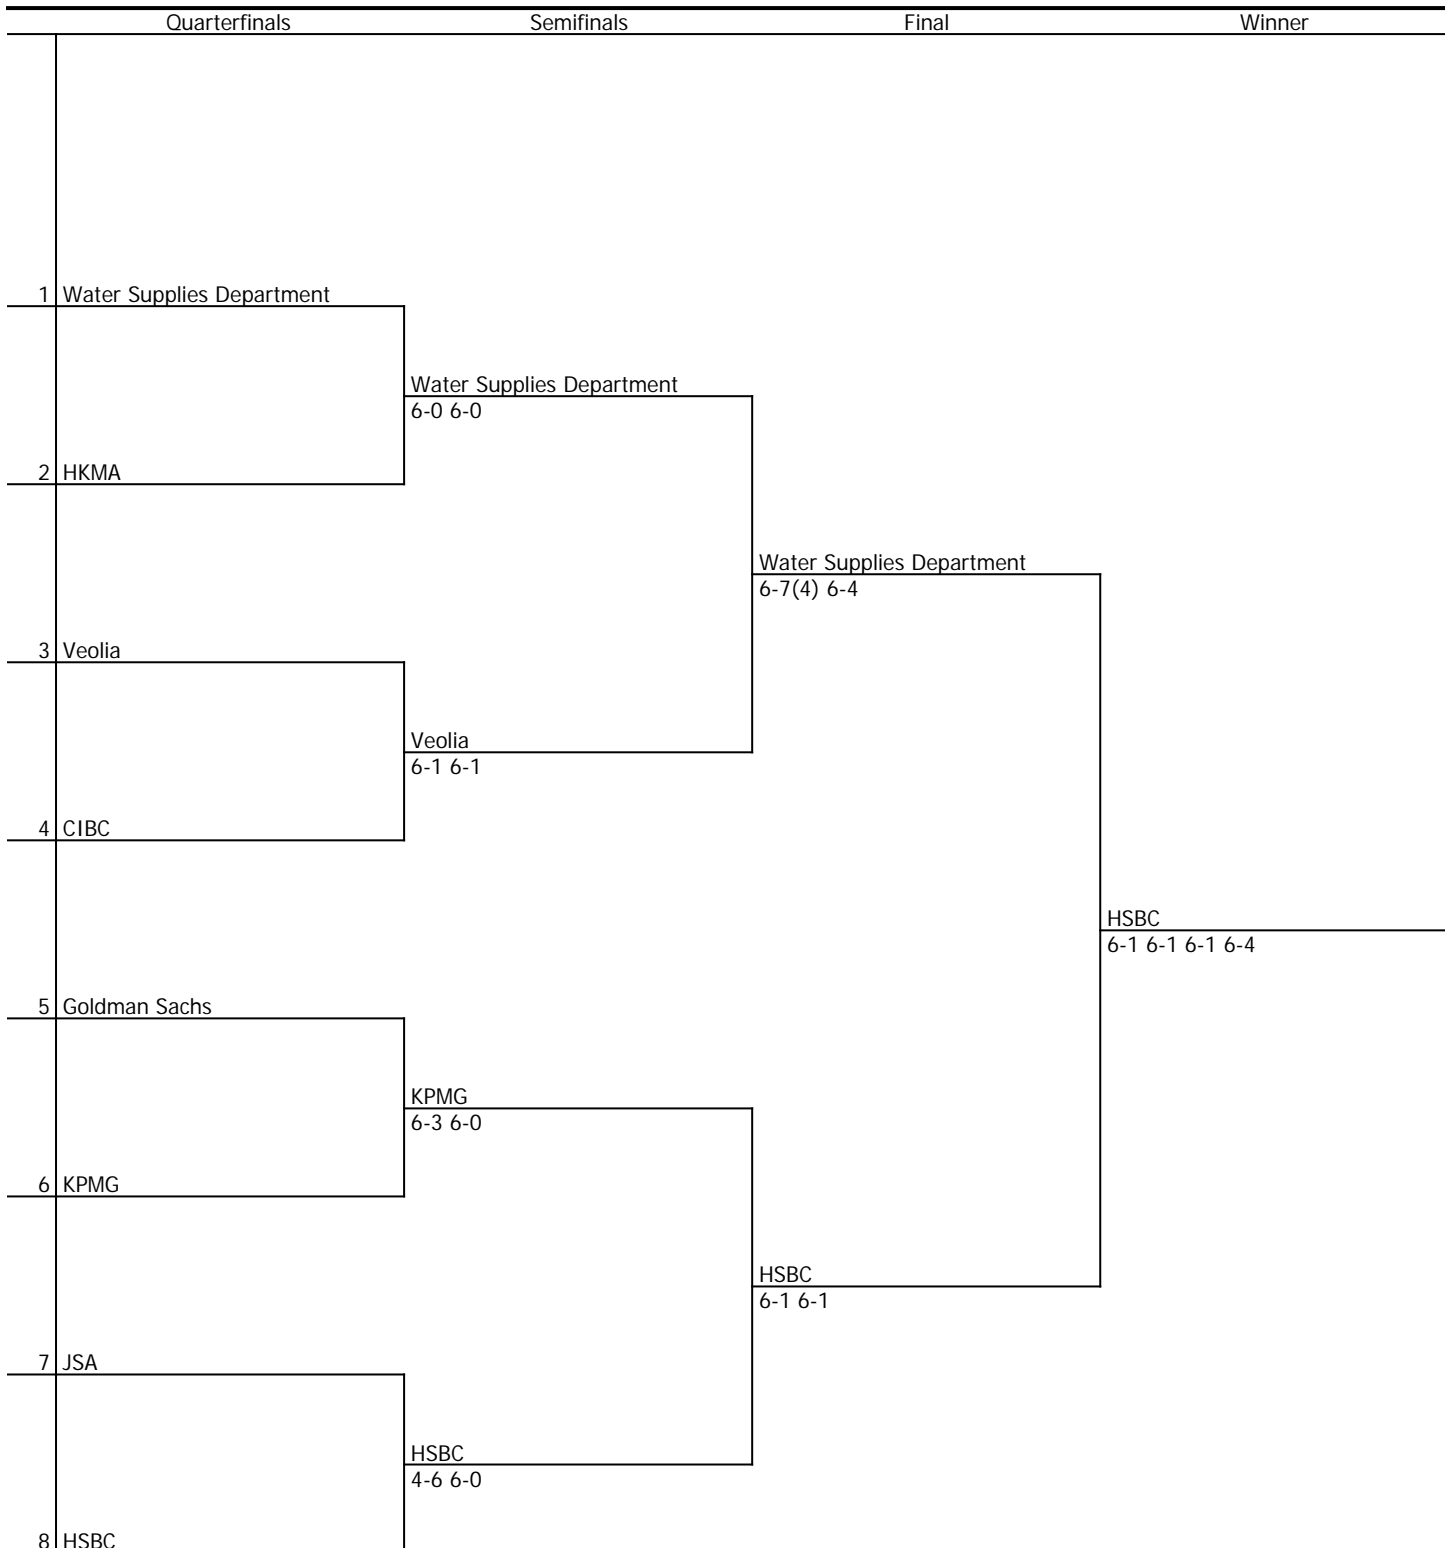 Quarterfinals Semifinals Final Winner
1 Water Supplies Department
Water Supplies Department
6-0 6-0
2 HKMA
Water Supplies Department
6-7(4) 6-4
3 Veolia
Veolia
6-1 6-1
4 CIBC
HSBC
6-1 6-1 6-1 6-4
5 Goldman Sachs
KPMG
6-3 6-0
6 KPMG
HSBC
6-1 6-1
7 JSA
HSBC
4-6 6-0
8 HSBC